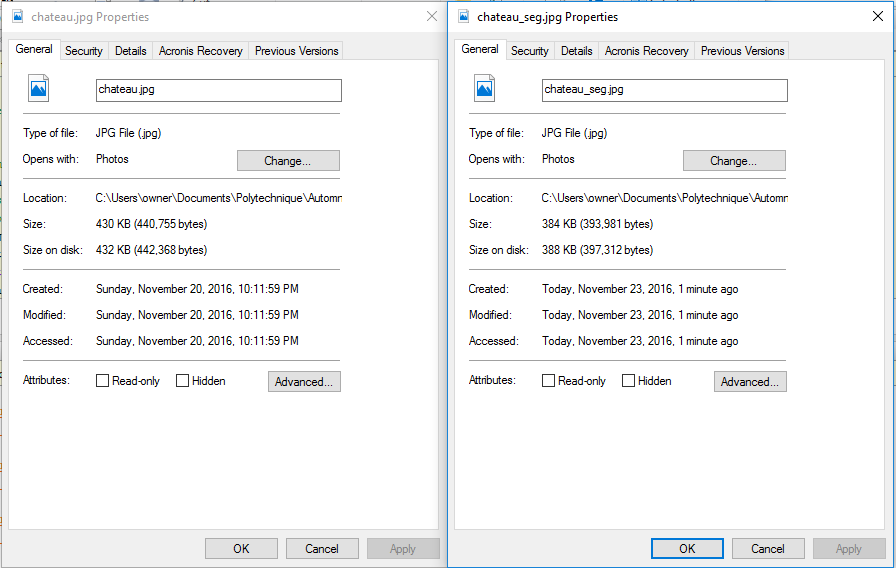 chateau.jpg Properties
General Security Details Acronis Recovery Previous Versions
chateau.jpg
Type of file: JPG File (.jpg)
Opens with: Photos Change...
Location: C:\Users\owner\Documents\Polytechnique\Automn
Size: 430 KB (440,755 bytes)
Size on disk: 432 KB (442,368 bytes)
Created: Sunday, November 20, 2016, 10:11:59 PM
Modified: Sunday, November 20, 2016, 10:11:59 PM
Accessed: Sunday, November 20, 2016, 10:11:59 PM
Attributes: Read-only Hidden Advanced...
OK Cancel Apply
chateau_seg.jpg Properties
General Security Details Acronis Recovery Previous Versions
chateau_seg.jpg
Type of file: JPG File (.jpg)
Opens with: Photos Change...
Location: C:\Users\owner\Documents\Polytechnique\Automn
Size: 384 KB (393,981 bytes)
Size on disk: 388 KB (397,312 bytes)
Created: Today, November 23, 2016, 1 minute ago
Modified: Today, November 23, 2016, 1 minute ago
Accessed: Today, November 23, 2016, 1 minute ago
Attributes: Read-only Hidden Advanced...
OK Cancel Apply